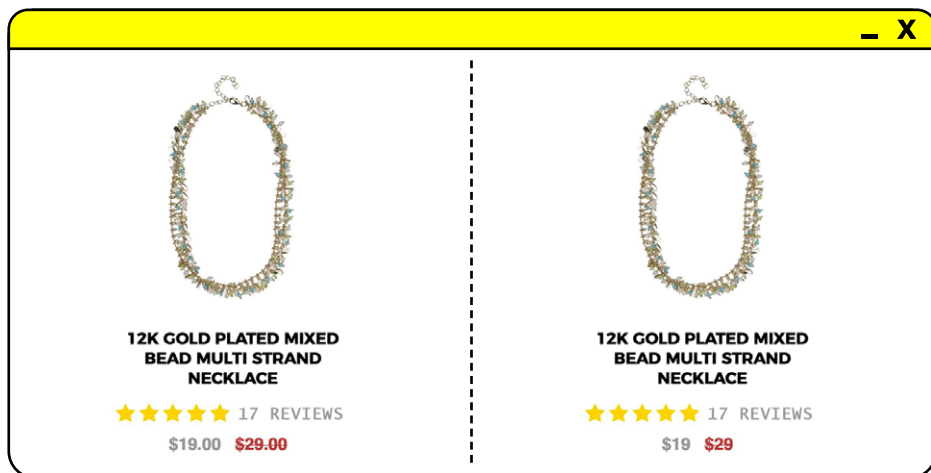 _ X
12K GOLD PLATED MIXED
BEAD MULTI STRAND
NECKLACE
17 REVIEWS
$19.00 $29.00
12K GOLD PLATED MIXED
BEAD MULTI STRAND
NECKLACE
17 REVIEWS
$19 $29